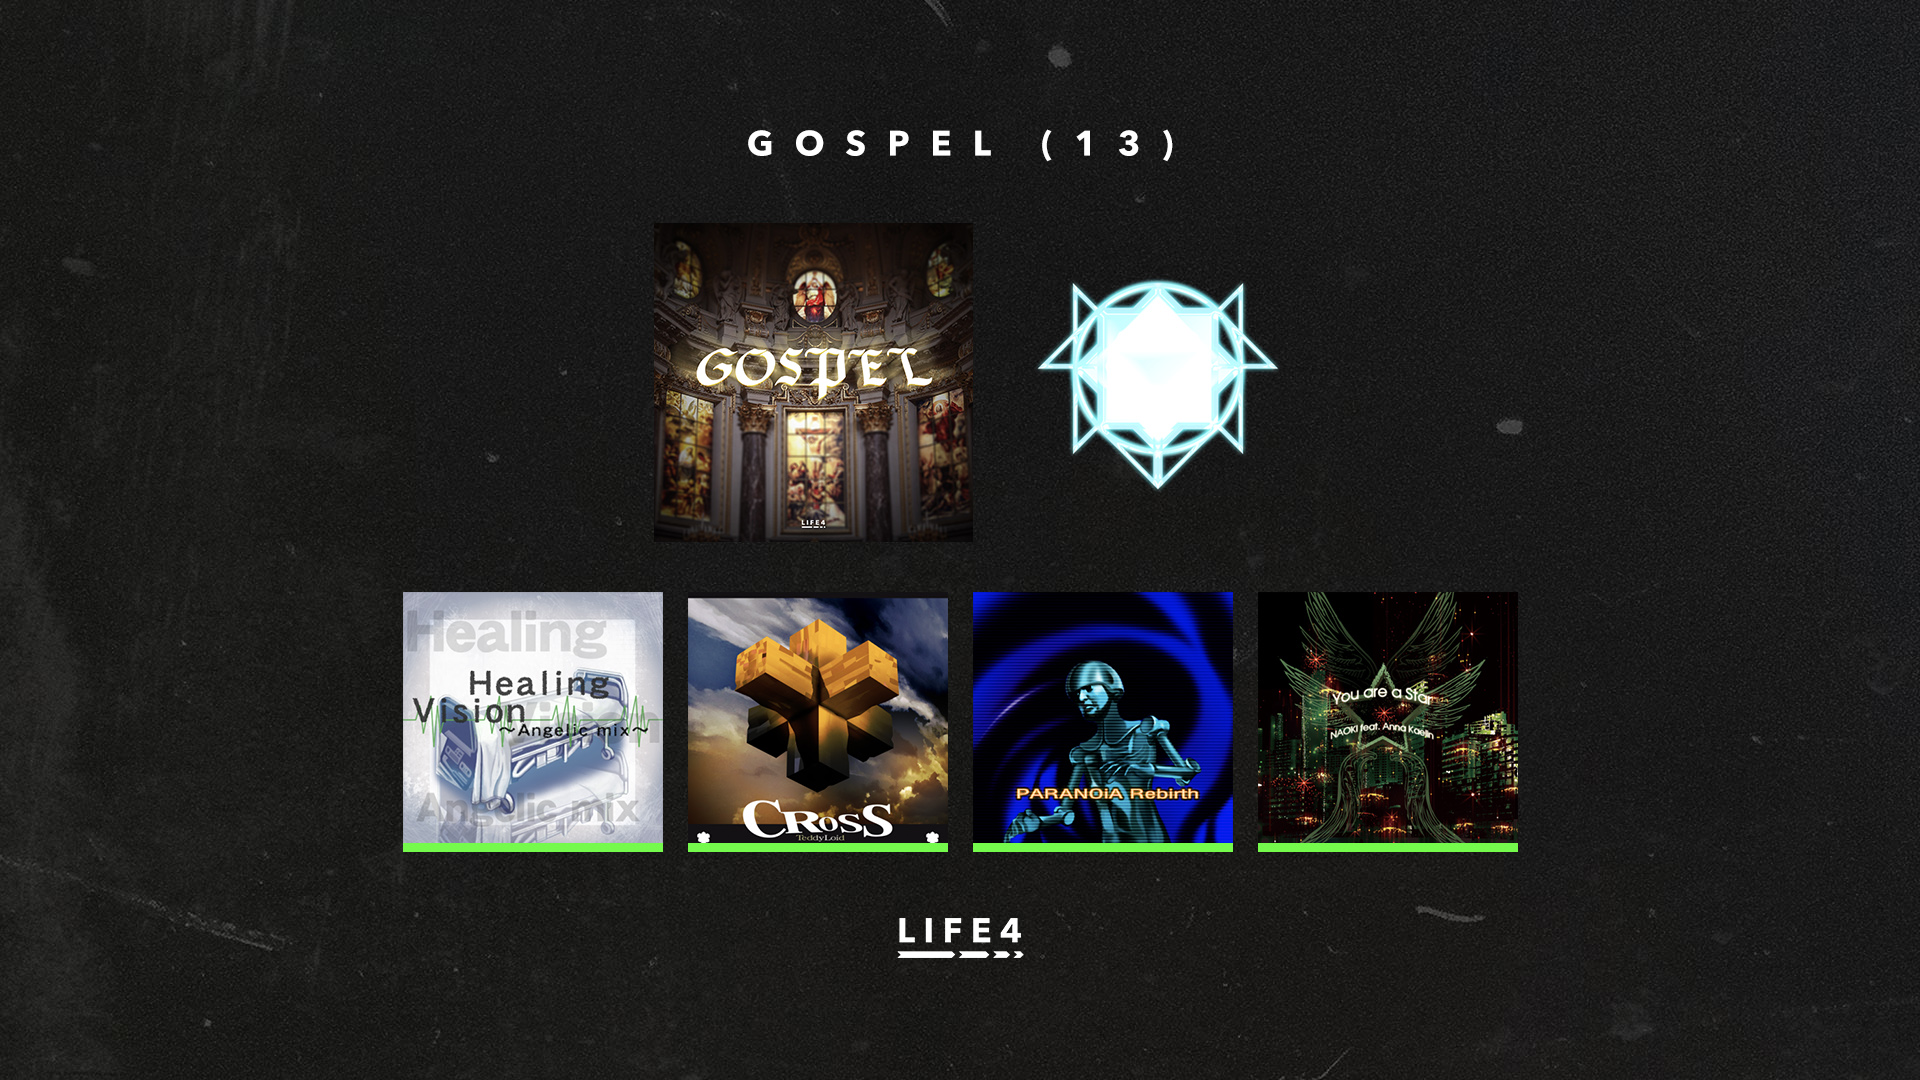 GOSPEL (13)
GOSPEL
LIFE4
Healing
Healing
Vision
～Angelic mix～
Angelic mix
CROSS
TeddyLoid
PARANOiA Rebirth
You are a Star
NAOKI feat. Anna Kaelin
LIFE4